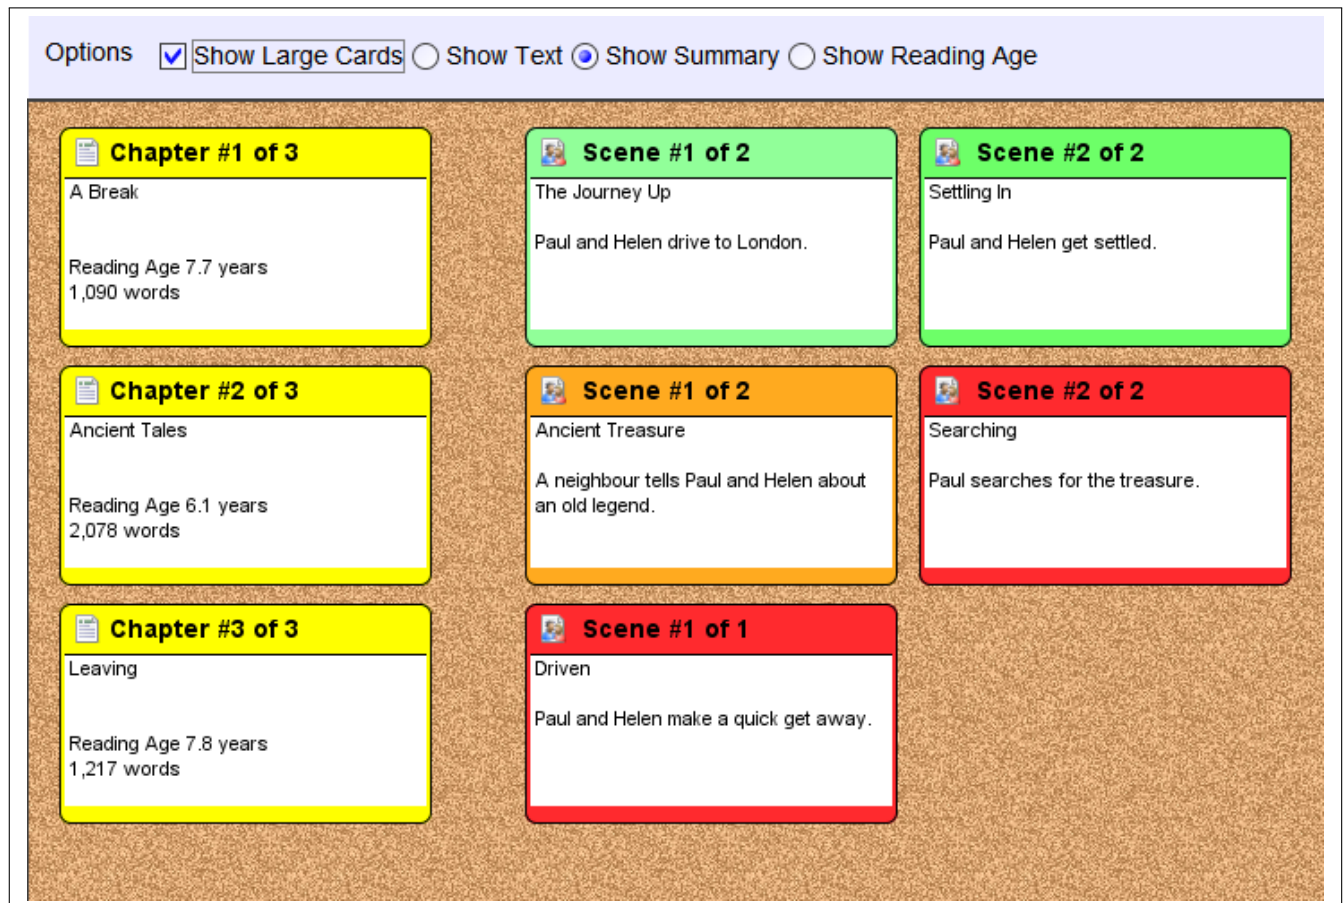 Options Show Large Cards Show Text Show Summary Show Reading Age
Chapter #1 of 3
A Break
Reading Age 7.7 years
1,090 words
Scene #1 of 2
The Journey Up
Paul and Helen drive to London.
Scene #2 of 2
Settling In
Paul and Helen get settled.
Chapter #2 of 3
Ancient Tales
Reading Age 6.1 years
2,078 words
Scene #1 of 2
Ancient Treasure
A neighbour tells Paul and Helen about
an old legend.
Scene #2 of 2
Searching
Paul searches for the treasure.
Chapter #3 of 3
Leaving
Reading Age 7.8 years
1,217 words
Scene #1 of 1
Driven
Paul and Helen make a quick get away.